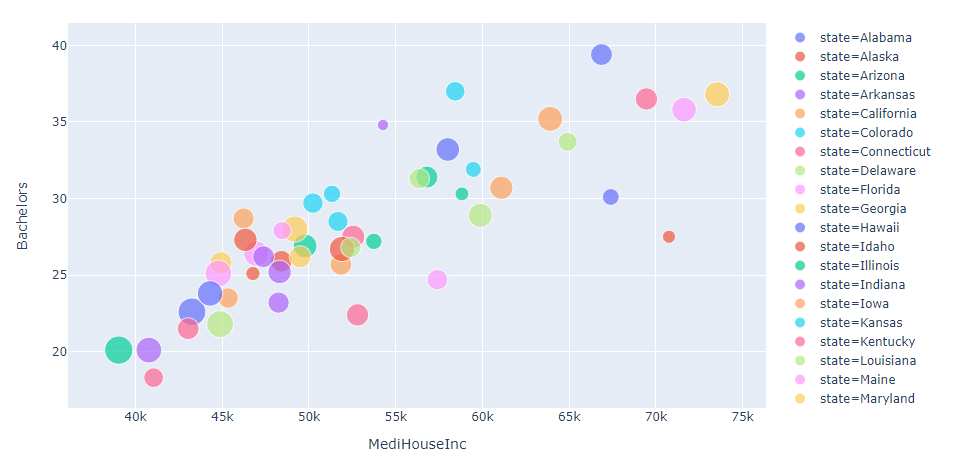 40
35
30
25
20
Bachelors
40k 45k 50k 55k 60k 65k 70k 75k
MediHouseInc
state=Alabama
state=Alaska
state=Arizona
state=Arkansas
state=California
state=Colorado
state=Connecticut
state=Delaware
state=Florida
state=Georgia
state=Hawaii
state=Idaho
state=Illinois
state=Indiana
state=Iowa
state=Kansas
state=Kentucky
state=Louisiana
state=Maine
state=Maryland